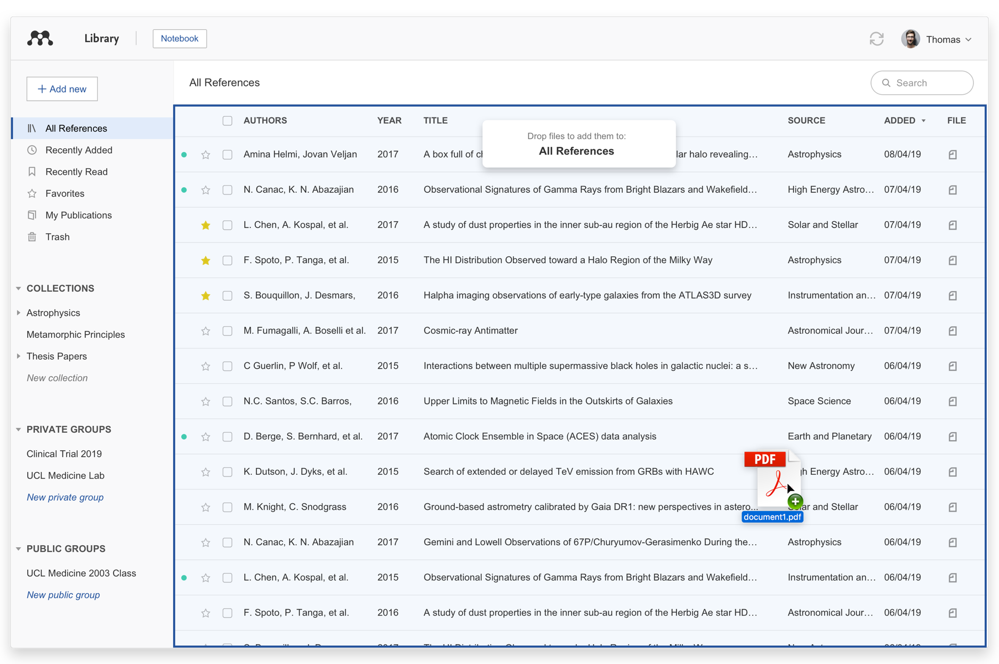 Library
Notebook
Thomas
+ Add new
All References
Search
All References
Recently Added
Recently Read
Favorites
My Publications
Trash
COLLECTIONS
Astrophysics
Metamorphic Principles
Thesis Papers
New collection
PRIVATE GROUPS
Clinical Trial 2019
UCL Medicine Lab
New private group
PUBLIC GROUPS
UCL Medicine 2003 Class
New public group
AUTHORS YEAR TITLE SOURCE ADDED FILE
Drop files to add them to:
All References
Amina Helmi, Jovan Veljan 2017 A box full of halo revealing… Astrophysics 08/04/19
N. Canac, K. N. Abazajian 2016 Observational Signatures of Gamma Rays from Bright Blazars and Wakefield… High Energy Astro… 07/04/19
L. Chen, A. Kospal, et al. 2017 A study of dust properties in the inner sub-au region of the Herbig Ae star HD… Solar and Stellar 07/04/19
F. Spoto, P. Tanga, et al. 2015 The HI Distribution Observed toward a Halo Region of the Milky Way Astrophysics 07/04/19
S. Bouquillon, J. Desmars, 2016 Halpha imaging observations of early-type galaxies from the ATLAS3D survey Instrumentation an… 07/04/19
M. Fumagalli, A. Boselli et al. 2017 Cosmic-ray Antimatter Astronomical Jour… 07/04/19
C Guerlin, P Wolf, et al. 2015 Interactions between multiple supermassive black holes in galactic nuclei: a s… New Astronomy 06/04/19
N.C. Santos, S.C. Barros, 2016 Upper Limits to Magnetic Fields in the Outskirts of Galaxies Space Science 06/04/19
D. Berge, S. Bernhard, et al. 2017 Atomic Clock Ensemble in Space (ACES) data analysis Earth and Planetary 06/04/19
K. Dutson, J. Dyks, et al. 2015 Search of extended or delayed TeV emission from GRBs with HAWC Energy Astro… 06/04/19
M. Knight, C. Snodgrass 2016 Ground-based astrometry calibrated by Gaia DR1: new perspectives in astero... and Stellar 06/04/19
PDF
document1.pdf
N. Canac, K. N. Abazajian 2017 Gemini and Lowell Observations of 67P/Churyumov-Gerasimenko During the… Astrophysics 06/04/19
L. Chen, A. Kospal, et al. 2015 Observational Signatures of Gamma Rays from Bright Blazars and Wakefield… Instrumentation an… 06/04/19
F. Spoto, P. Tanga, et al. 2016 A study of dust properties in the inner sub-au region of the Herbig Ae star HD… Astronomical Jour… 06/04/19